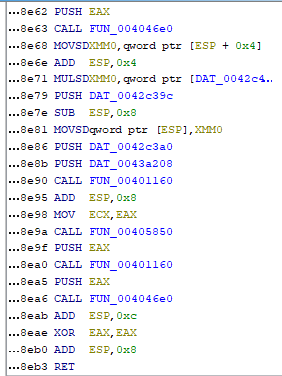 ...8e62 PUSH EAX
...8e63 CALL FUN_004046e0
...8e68 MOVSDXMM0,qword ptr [ESP + 0x4]
...8e6e ADD ESP,0x4
...8e71 MULSDXMM0,qword ptr [DAT_0042c4..
...8e79 PUSH DAT_0042c39c
...8e7e SUB ESP,0x8
...8e81 MOVSDqword ptr [ESP],XMM0
...8e86 PUSH DAT_0042c3a0
...8e8b PUSH DAT_0043a208
...8e90 CALL FUN_00401160
...8e95 ADD ESP,0x8
...8e98 MOV ECX,EAX
...8e9a CALL FUN_00405850
...8e9f PUSH EAX
...8ea0 CALL FUN_00401160
...8ea5 PUSH EAX
...8ea6 CALL FUN_004046e0
...8eab ADD ESP,0xc
...8eae XOR EAX,EAX
...8eb0 ADD ESP,0x8
...8eb3 RET